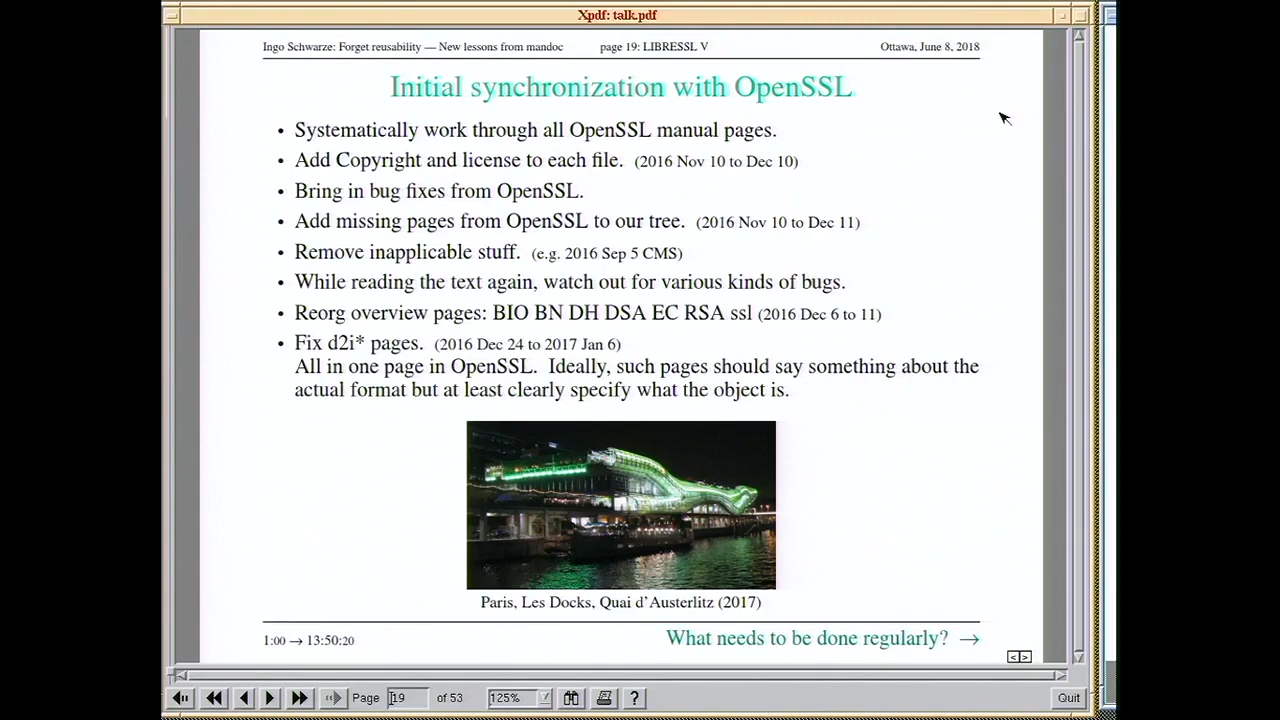 Xpdf: talk.pdf
Ingo Schwarze: Forget reusability — New lessons from mandoc page 19: LIBRESSL V Ottawa, June 8, 2018
Initial synchronization with OpenSSL
• Systematically work through all OpenSSL manual pages.
• Add Copyright and license to each file. (2016 Nov 10 to Dec 10)
• Bring in bug fixes from OpenSSL.
• Add missing pages from OpenSSL to our tree. (2016 Nov 10 to Dec 11)
• Remove inapplicable stuff. (e.g. 2016 Sep 5 CMS)
• While reading the text again, watch out for various kinds of bugs.
• Reorg overview pages: BIO BN DH DSA EC RSA ssl (2016 Dec 6 to 11)
• Fix d2i* pages. (2016 Dec 24 to 2017 Jan 6)
All in one page in OpenSSL. Ideally, such pages should say something about the
actual format but at least clearly specify what the object is.
Paris, Les Docks, Quai d'Austerlitz (2017)
1:00 → 13:50:20 What needs to be done regularly? →
Page 19 of 53 125% ? Quit